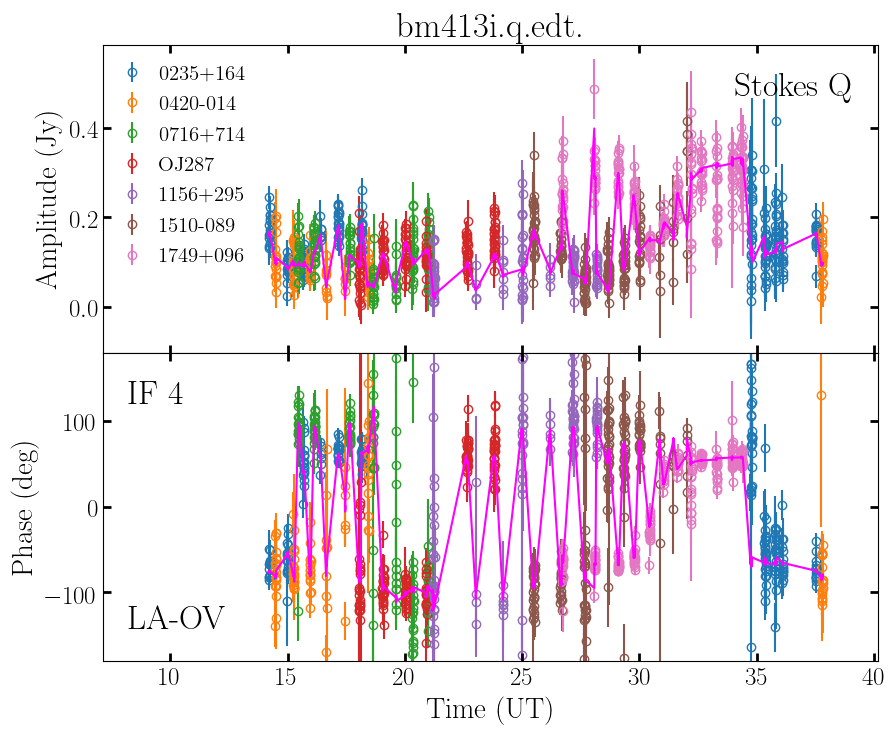 bm413i.q.edt.
Stokes Q
0235+164
0420-014
0716+714
OJ287
1156+295
1510-089
1749+096
Amplitude (Jy)
0.4
0.2
0.0
IF 4
LA-OV
Phase (deg)
100
0
−100
10 15 20 25 30 35 40
Time (UT)